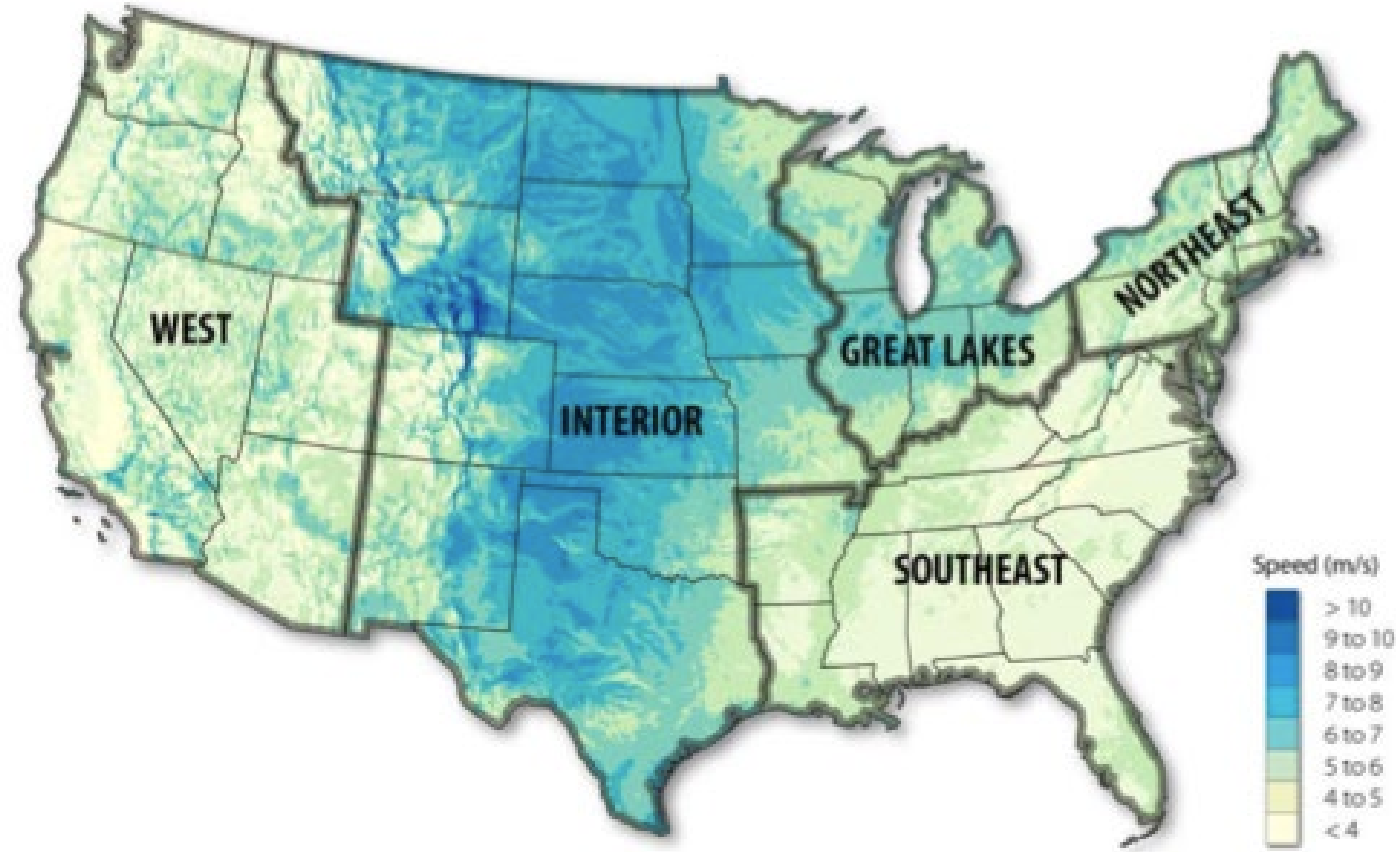 WEST
INTERIOR
GREAT LAKES
NORTHEAST
SOUTHEAST
Speed (m/s)
> 10
9 to 10
8 to 9
7 to 8
6 to 7
5 to 6
4 to 5
< 4